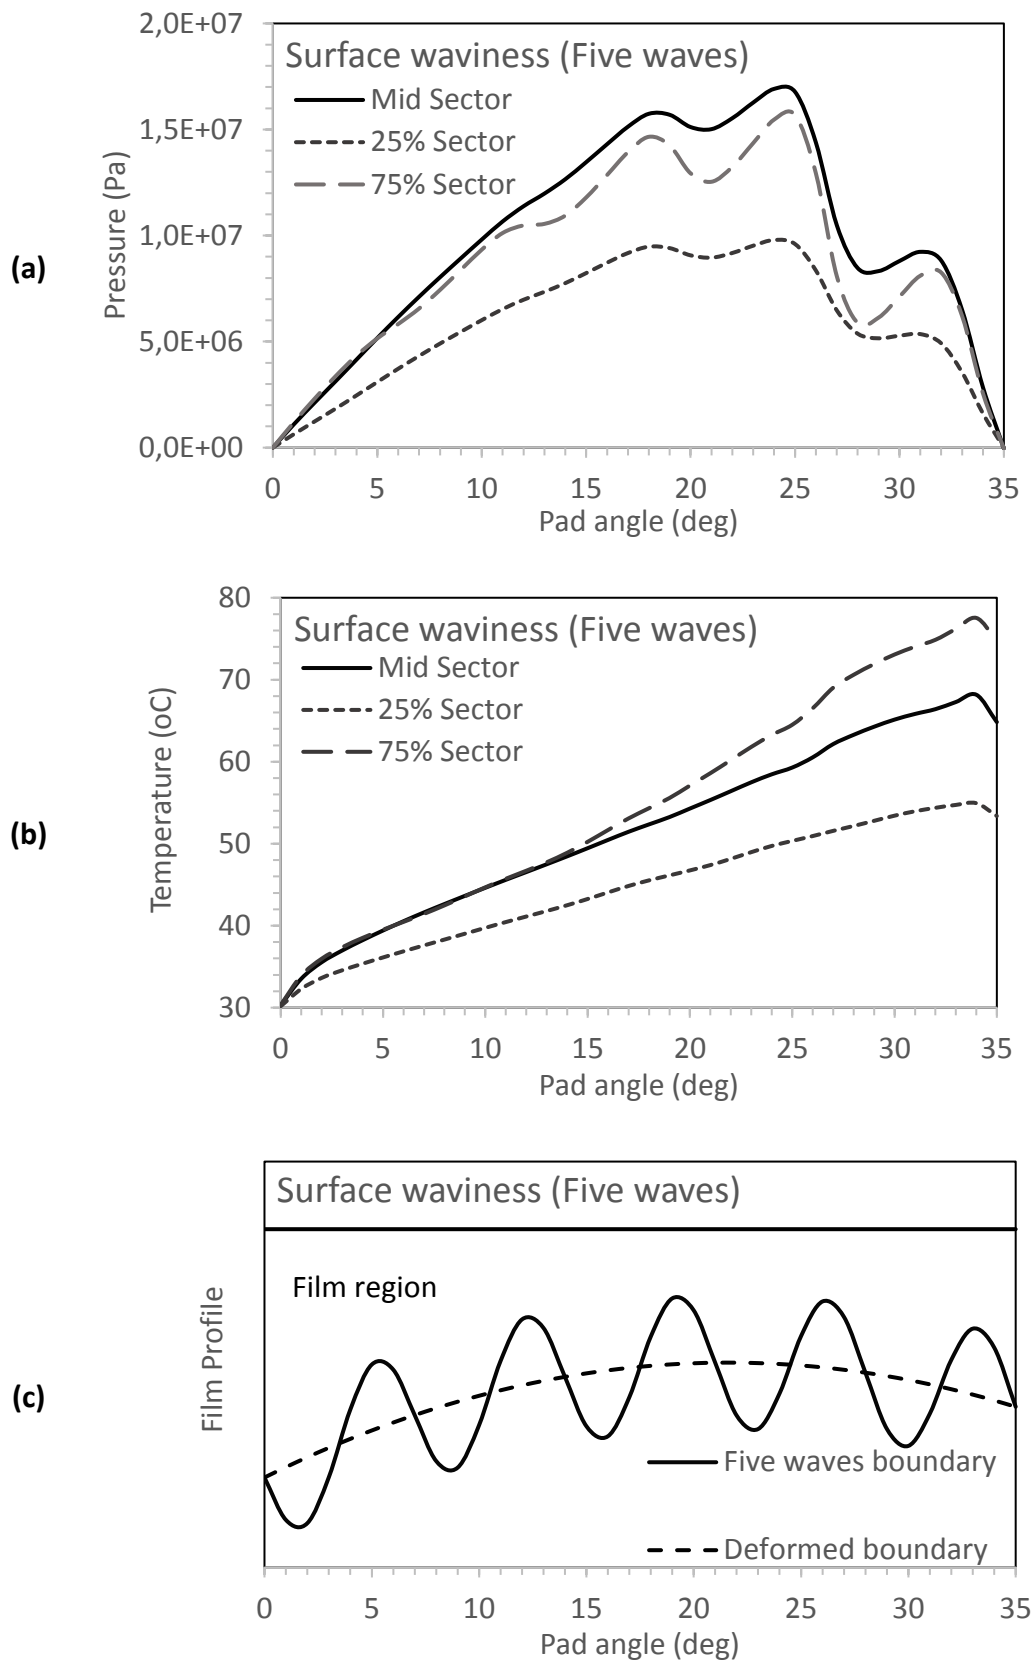 (a)
Surface waviness (Five waves)
Mid Sector
25% Sector
75% Sector
Pressure (Pa)
2,0E+07
1,5E+07
1,0E+07
5,0E+06
0,0E+00
0 5 10 15 20 25 30 35
Pad angle (deg)
(b)
Surface waviness (Five waves)
Mid Sector
25% Sector
75% Sector
Temperature (oC)
80
70
60
50
40
30
0 5 10 15 20 25 30 35
Pad angle (deg)
(c)
Surface waviness (Five waves)
Film region
Film Profile
Five waves boundary
Deformed boundary
0 5 10 15 20 25 30 35
Pad angle (deg)